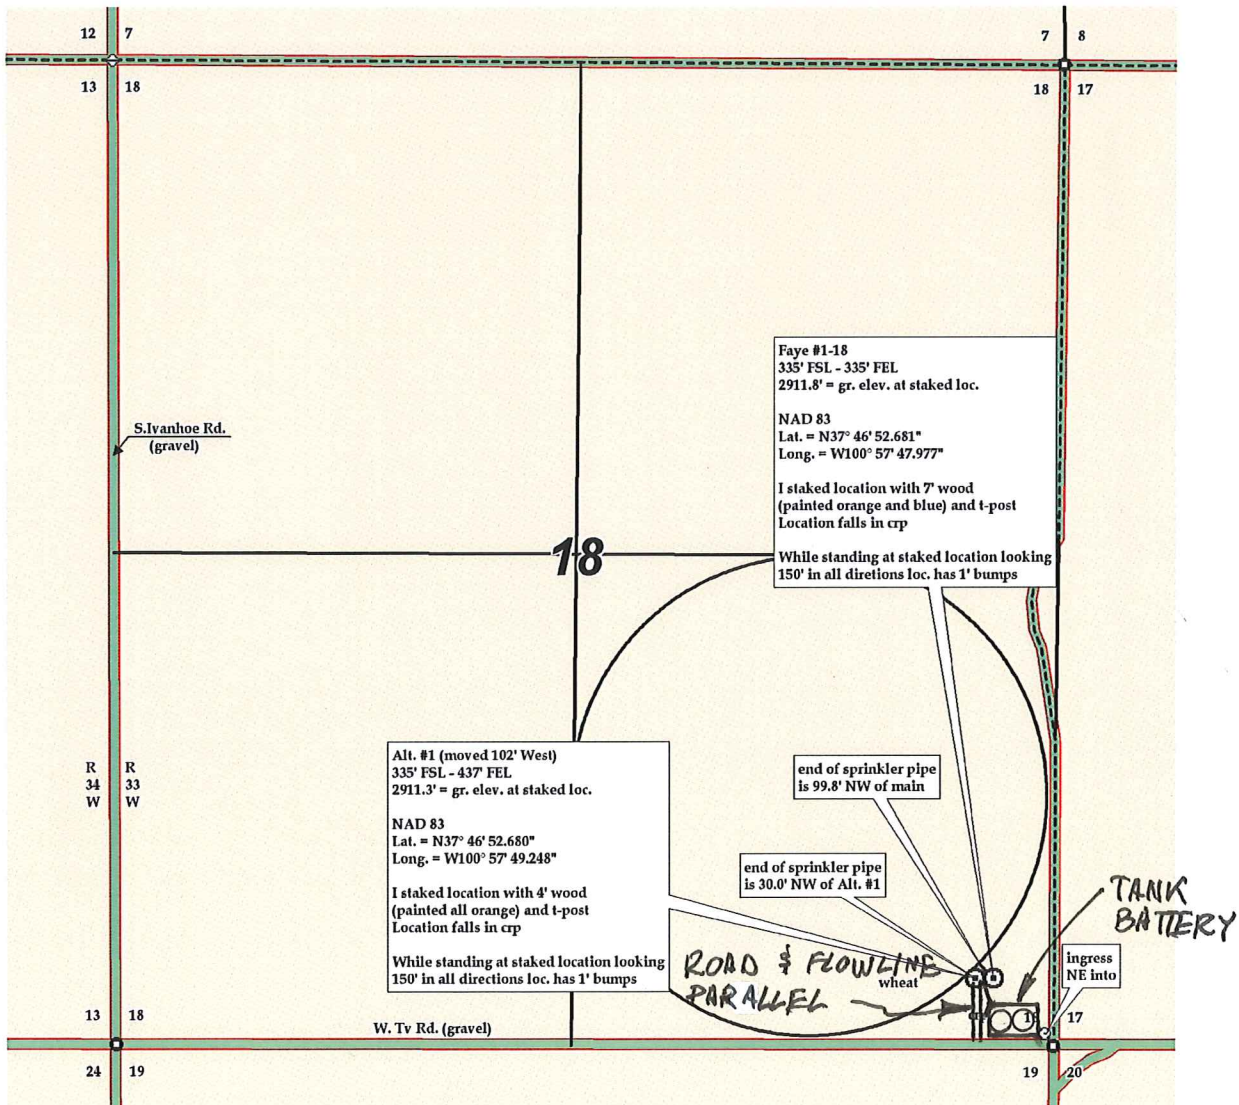 12 7
7 8
13 18
18 17
Faye #1-18
335' FSL - 335' FEL
2911.8' = gr. elev. at staked loc.
NAD 83
Lat. = N37° 46' 52.681"
Long. = W100° 57' 47.977"
I staked location with 7' wood
(painted orange and blue) and t-post
Location falls in crp
While standing at staked location looking
150' in all diretions loc. has 1' bumps
S.Ivanhoe Rd.
(gravel)
18
Alt. #1 (moved 102' West)
335' FSL - 437' FEL
2911.3' = gr. elev. at staked loc.
NAD 83
Lat. = N37° 46' 52.680"
Long. = W100° 57' 49.248"
I staked location with 4' wood
(painted all orange) and t-post
Location falls in crp
While standing at staked location looking
150' in all directions loc. has 1' bumps
R R
34 33
W W
end of sprinkler pipe
is 99.8' NW of main
end of sprinkler pipe
is 30.0' NW of Alt. #1
TANK
BATTERY
ROAD & FLOWLINE
PARALLEL
wheat
ingress
NE into
13 18
17
W. Tv Rd. (gravel)
24 19
19 20